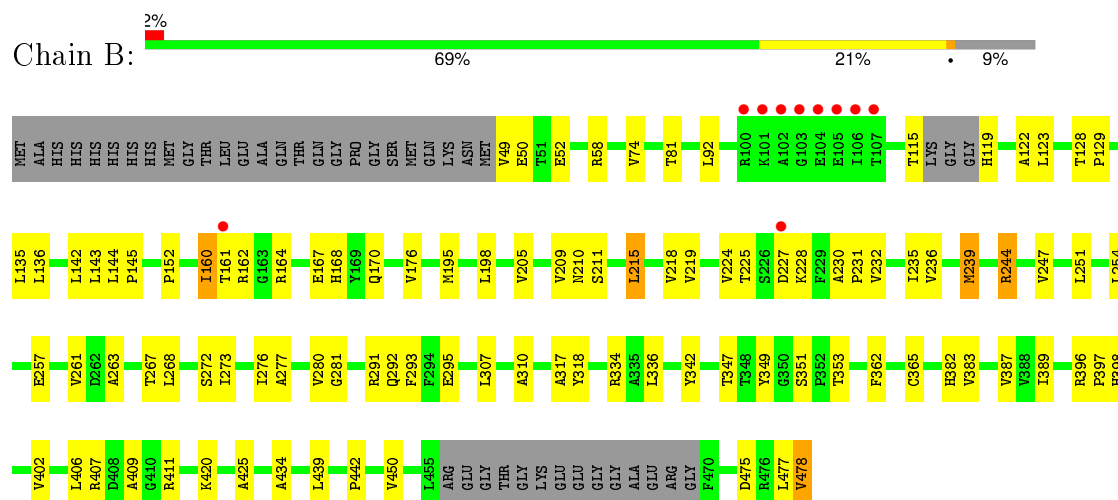 2%
Chain B:
69% 21% • 9%
MET ALA HIS HIS HIS HIS HIS HIS MET GLY THR LEU GLU ALA GLN THR GLN GLY PRO GLY SER MET GLN LYS ASN MET V49 E50 T51 E52 R58 V74 T81 L92 R100 K101 A102 G103 E104 E105 I106 T107 T115 LYS GLY GLY H119 A122 L123 T128 P129
L135 L136 L142 L143 L144 P145 P152 I160 T161 R162 G163 R164 E167 H168 Y169 Q170 V176 M195 L198 V205 V209 N210 S211 L215 V218 V219 V224 T225 S226 D227 K228 F229 A230 P231 V232 I235 V236 M239 R244 V247 L251 L254
E257 V261 D262 A263 T267 L268 S272 I273 I276 A277 V280 G281 R291 Q292 F293 F294 E295 L307 A310 A317 Y318 R334 A335 L336 Y342 T347 T348 Y349 G350 S351 P352 T353 F362 C365 H382 V383 V387 V388 I389 R396 P397 H398
V402 L406 R407 D408 A409 G410 R411 K420 A425 A434 L439 P442 V450 L455 ARG GLU GLY THR GLY LYS GLU GLU GLY GLY ALA GLU ARG GLY F470 D475 R476 L477 V478